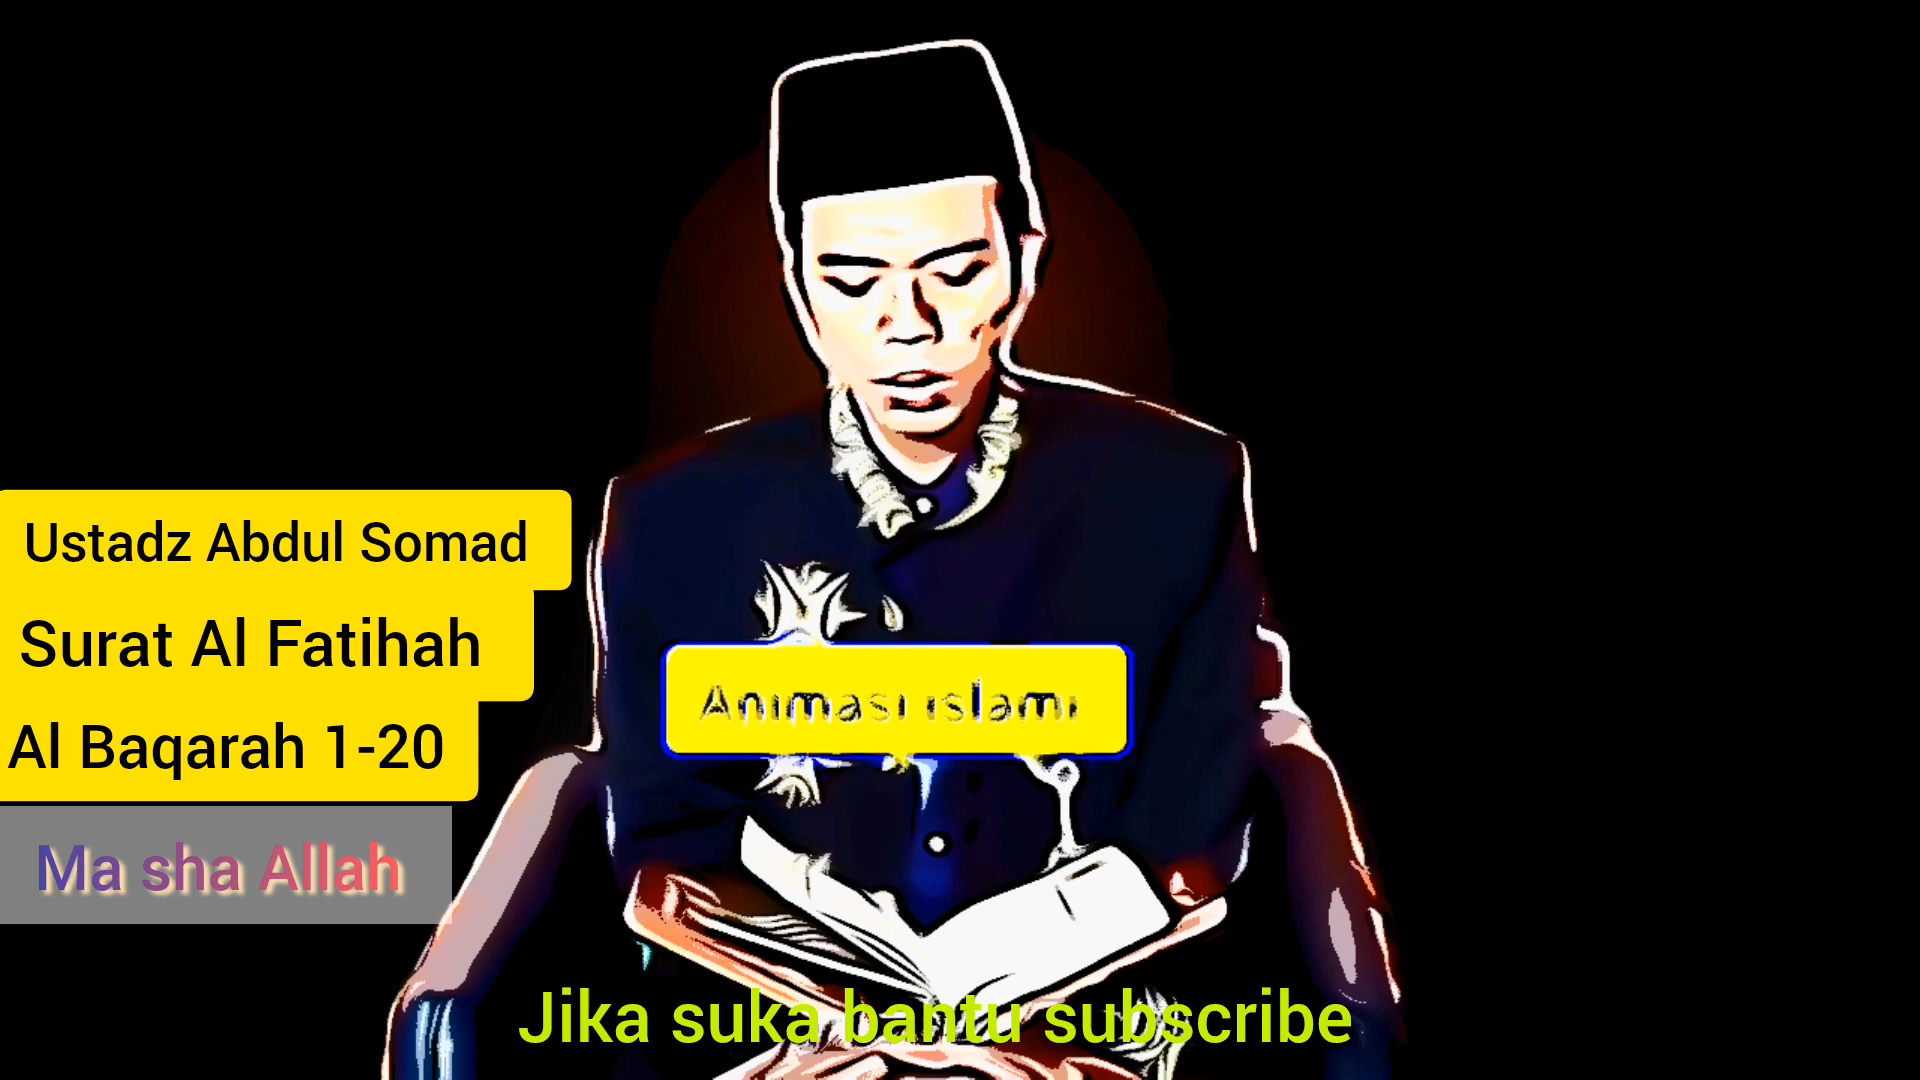 Ustadz Abdul Somad
Surat Al Fatihah
Animasi islami
Al Baqarah 1-20
Ma sha Allah
Jika suka bantu subscribe